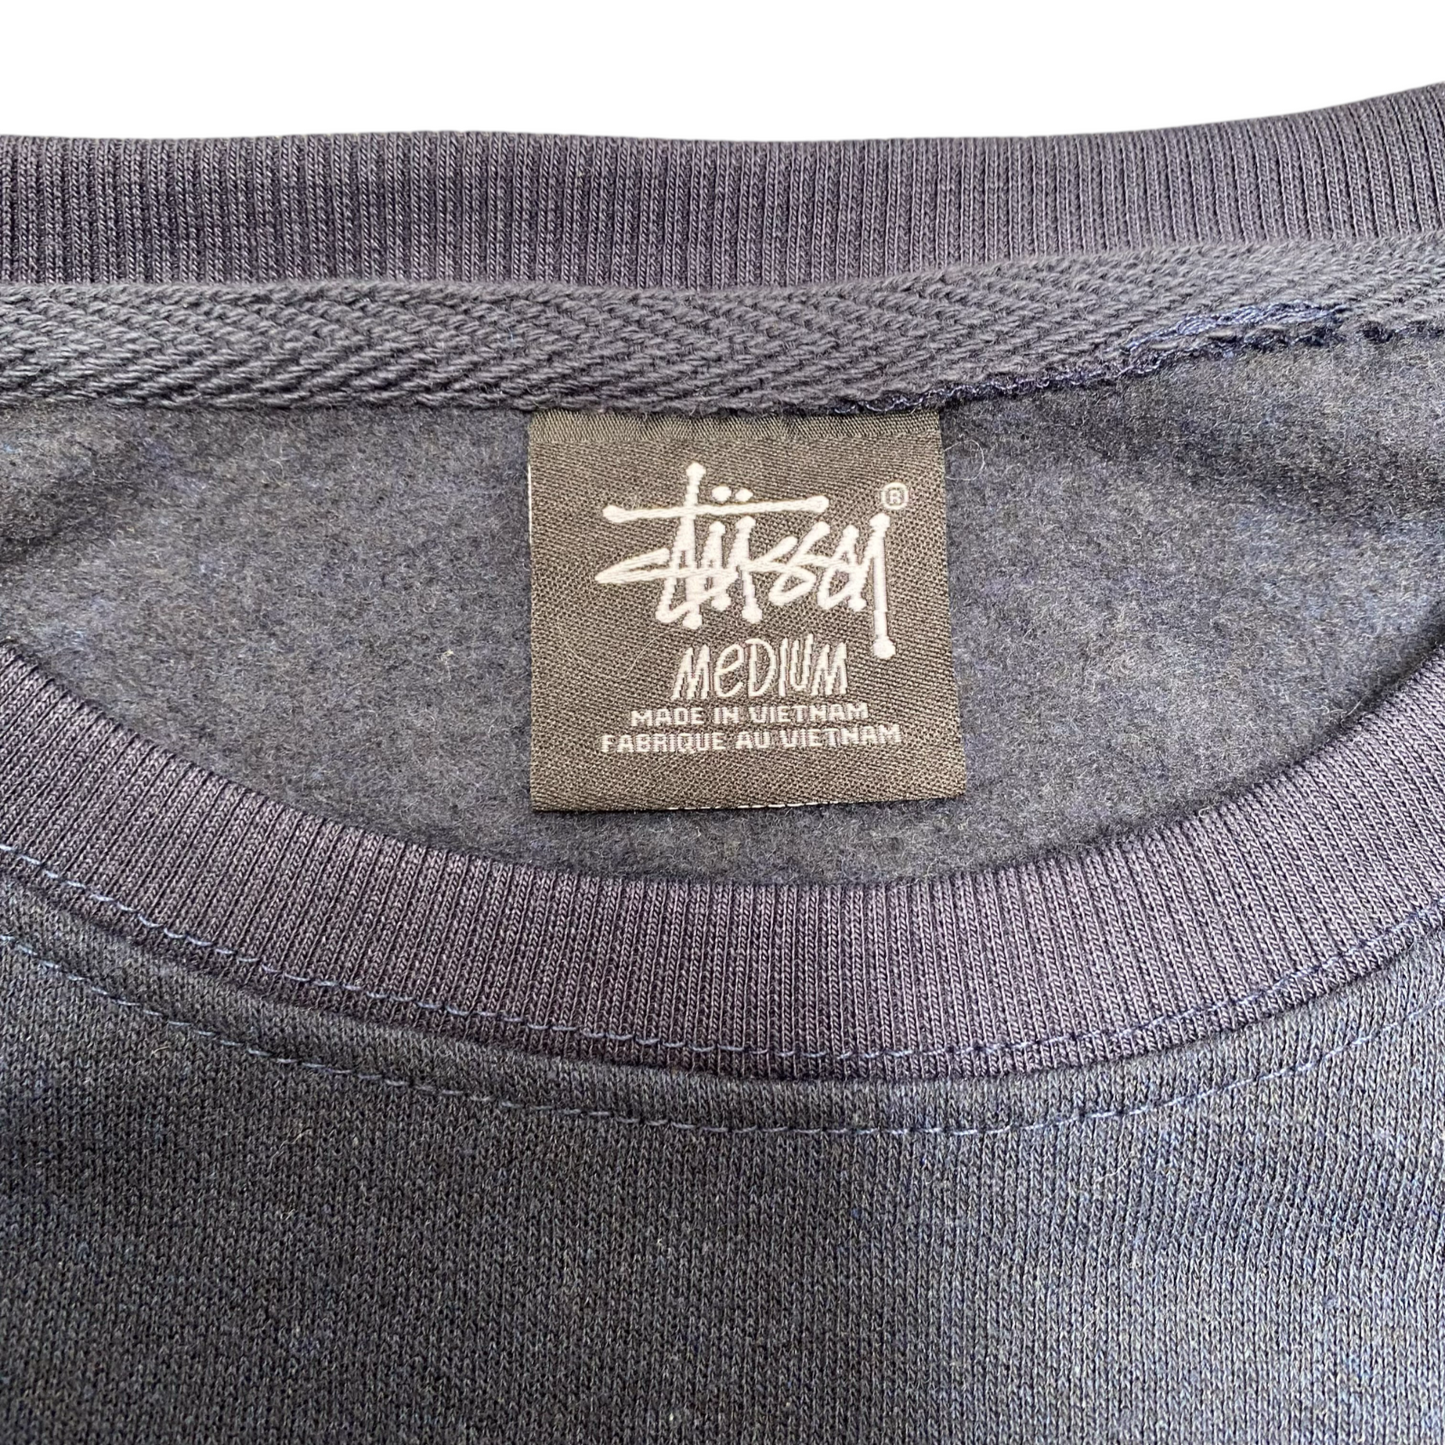 Stüssy ®
MEDIUM
MADE IN VIETNAM
FABRIQUE AU VIETNAM